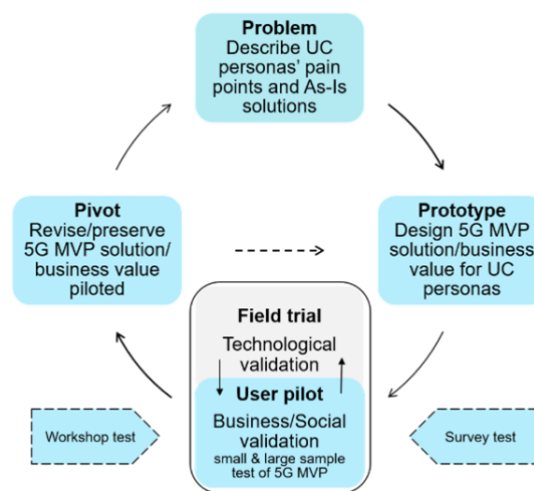 Problem
Describe UC
personas' pain
points and As-Is
solutions
Pivot
Revise/preserve
5G MVP solution/
business value
piloted
Prototype
Design 5G MVP
solution/business
value for UC
personas
Field trial
Technological
validation
User pilot
Business/Social
validation
small & large sample
test of 5G MVP
Workshop test
Survey test